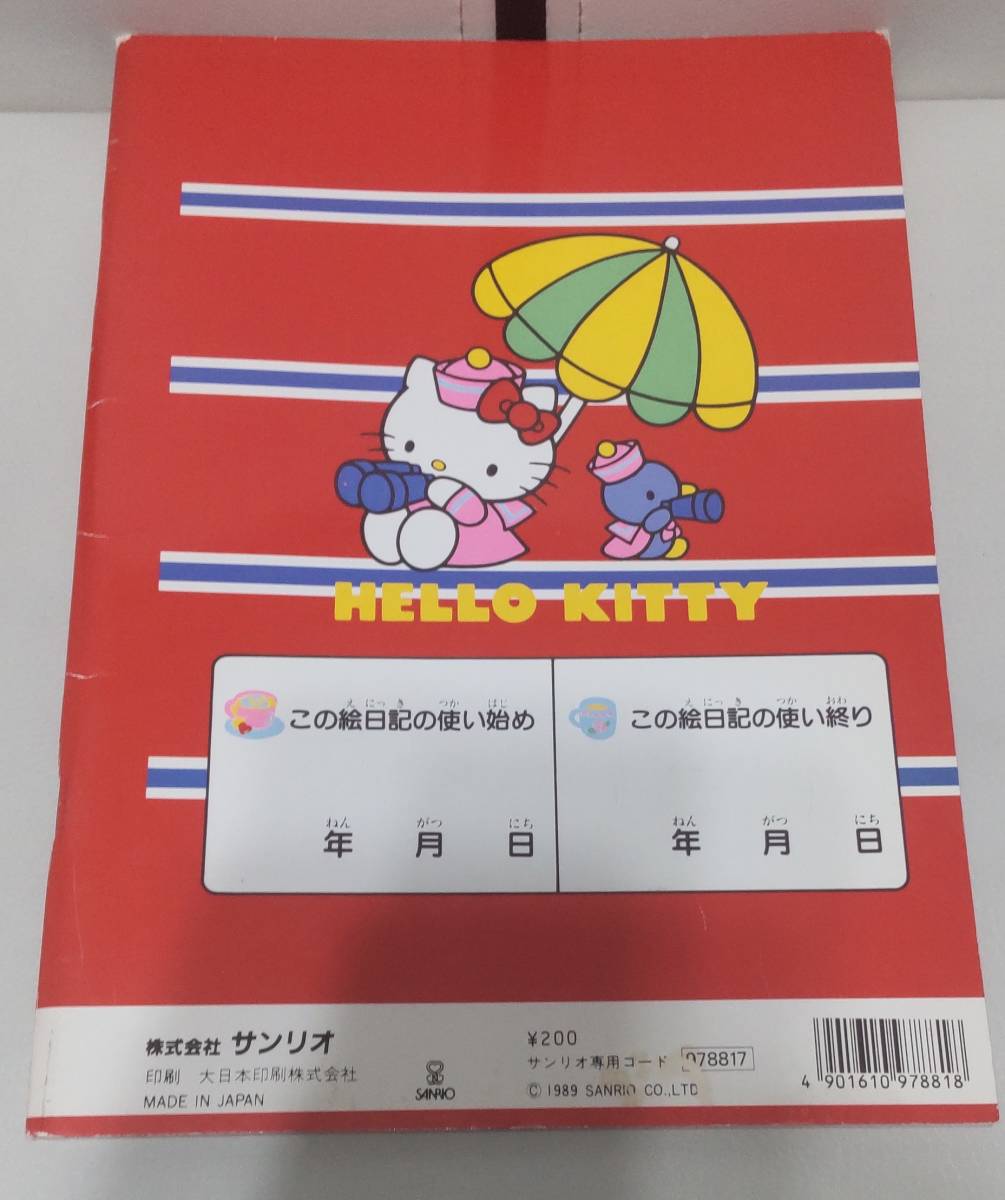 HELLO KITTY
え にっ き つか はじ
この絵日記の使い始め
ねん がつ にち
年 月 日
え にっ き つか おわ
この絵日記の使い終り
ねん がつ にち
年 月 日
株式会社 サンリオ
印刷 大日本印刷株式会社
MADE IN JAPAN
SANRIO
¥200
サンリオ専用コード 978817
© 1989 SANRIO CO.,LTD
4 901610 978818